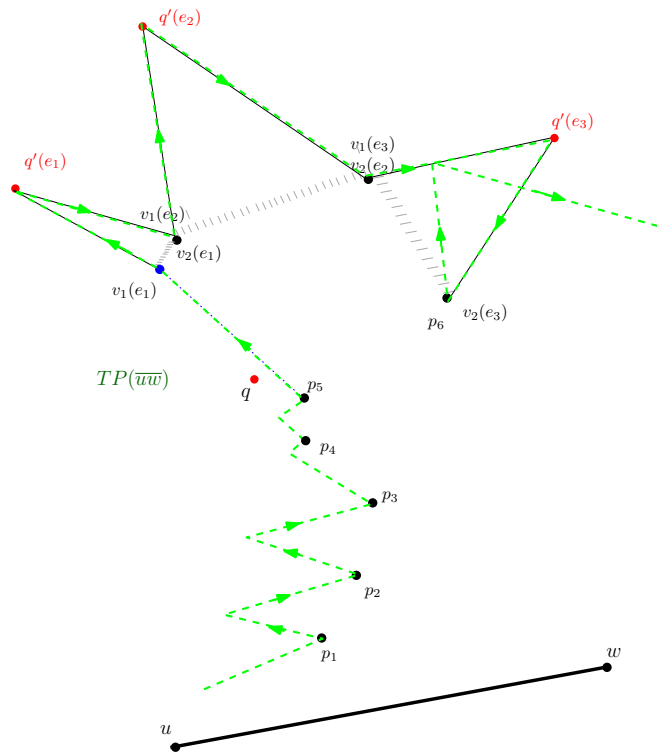 q′(e₂)
q′(e₃)
v₁(e₃)
q′(e₁)
v₂(e₂)
v₁(e₂)
v₂(e₁)
v₁(e₁)
v₂(e₃)
p₆
TP(u̅w̅)
p₅
q
p₄
p₃
p₂
p₁
w
u